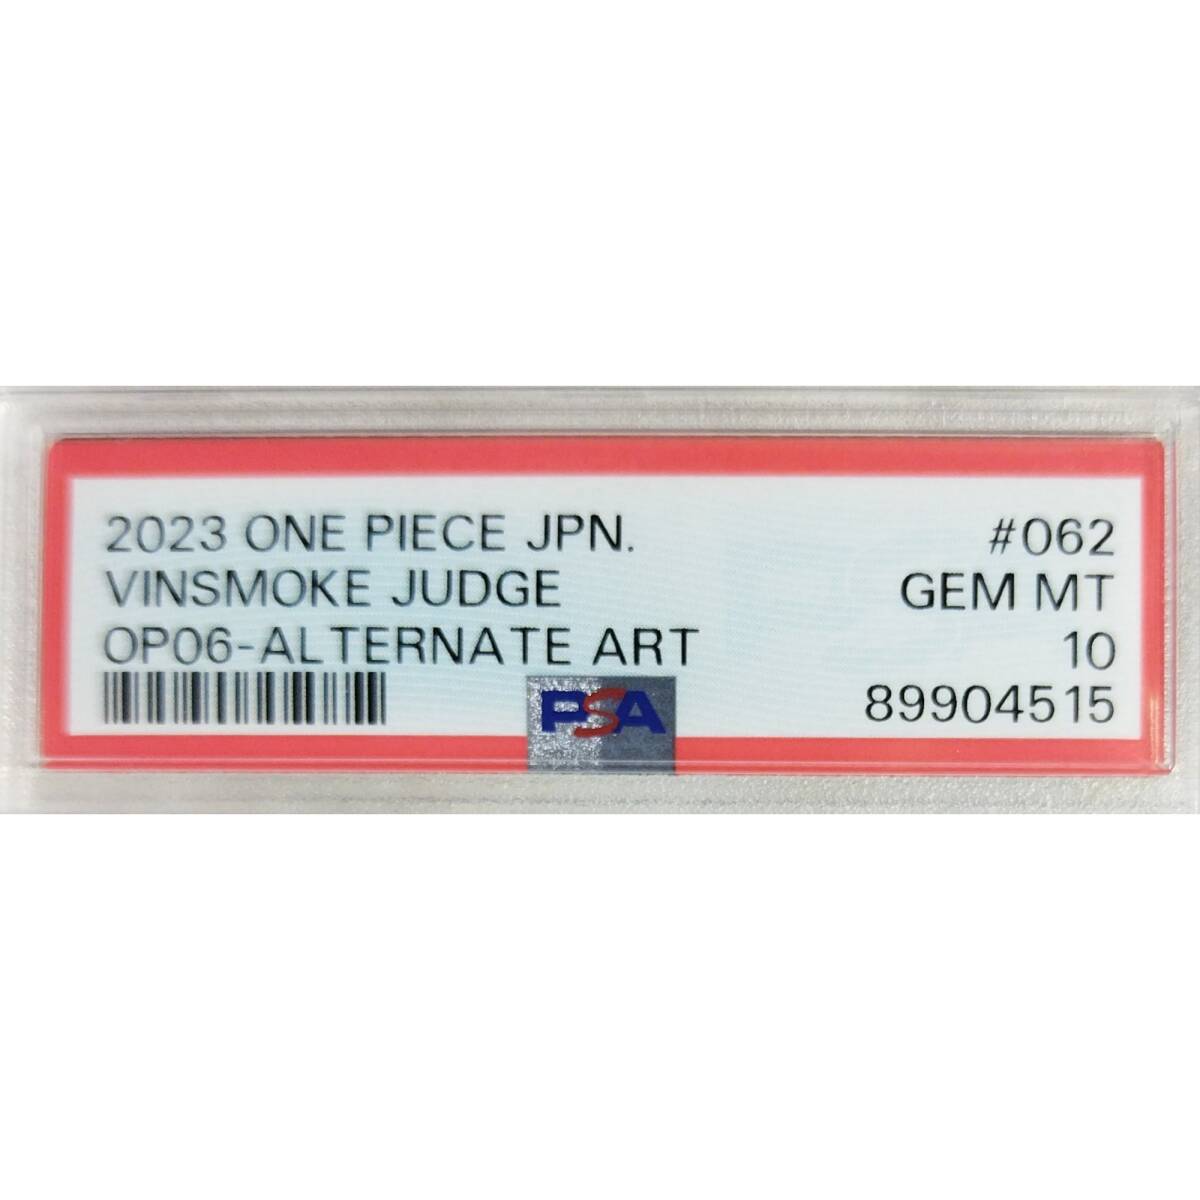 2023 ONE PIECE JPN. #062
VINSMOKE JUDGE GEM MT
OP06-ALTERNATE ART 10
PSA 89904515